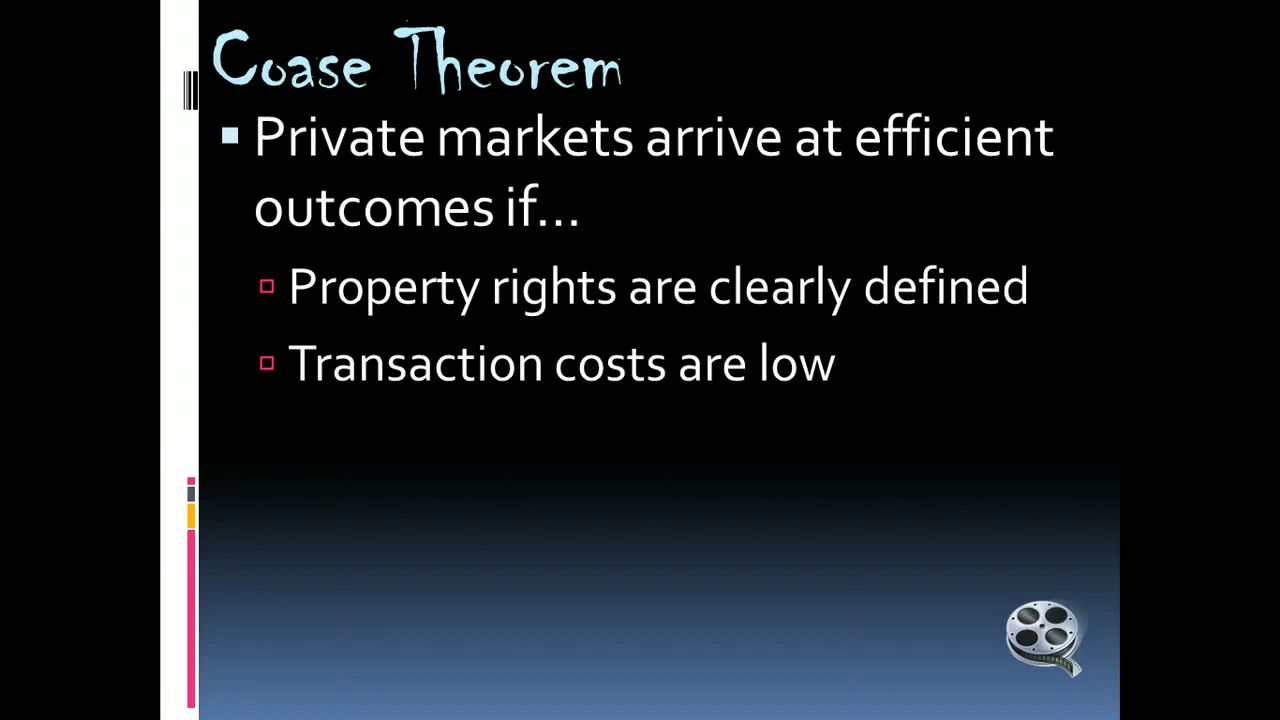 Coase Theorem
Private markets arrive at efficient
outcomes if...
Property rights are clearly defined
Transaction costs are low